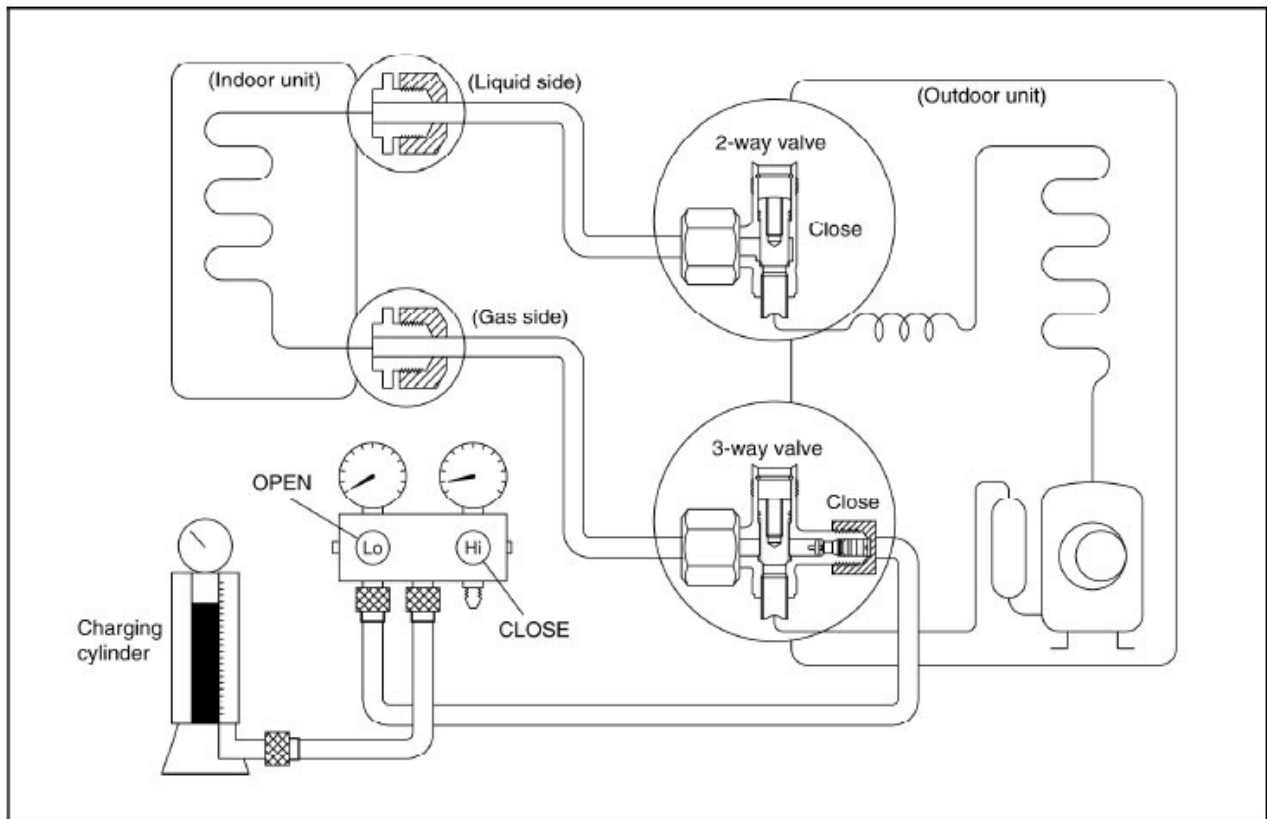 (Indoor unit)
(Liquid side)
(Outdoor unit)
2-way valve
Close
(Gas side)
3-way valve
Close
OPEN
Lo
Hi
CLOSE
Charging
cylinder